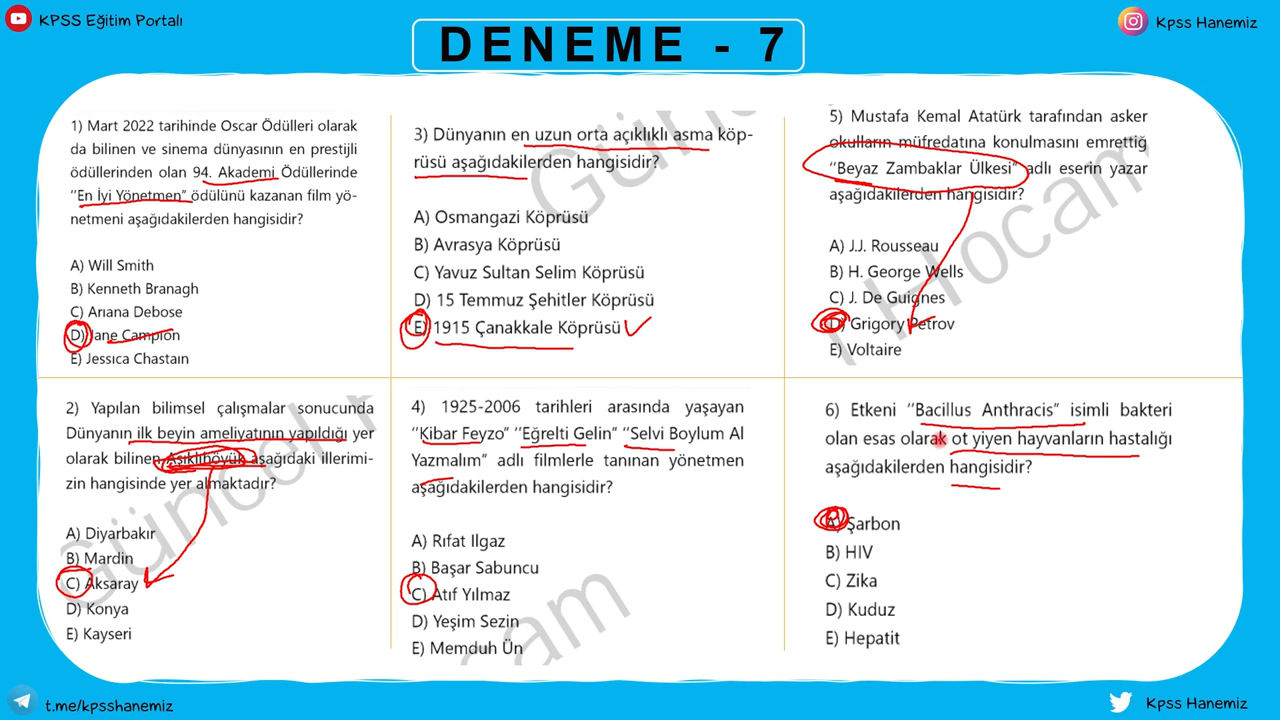 KPSS Eğitim Portalı
DENEME - 7
Kpss Hanemiz
1) Mart 2022 tarihinde Oscar Ödülleri olarak
da bilinen ve sinema dünyasının en prestijli
ödüllerinden olan 94. Akademi Ödüllerinde
''En İyi Yönetmen'' ödülünü kazanan film yö-
netmeni aşağıdakilerden hangisidir?
A) Will Smith
B) Kenneth Branagh
C) Arıana Debose
D) Jane Campıon
E) Jessıca Chastaın
2) Yapılan bilimsel çalışmalar sonucunda
Dünyanın ilk beyin ameliyatının yapıldığı yer
olarak bilinen Aşıklıhöyük aşağıdaki illerimi-
zin hangisinde yer almaktadır?
A) Diyarbakır
B) Mardin
C) Aksaray
D) Konya
E) Kayseri
3) Dünyanın en uzun orta açıklıklı asma köp-
rüsü aşağıdakilerden hangisidir?
A) Osmangazi Köprüsü
B) Avrasya Köprüsü
C) Yavuz Sultan Selim Köprüsü
D) 15 Temmuz Şehitler Köprüsü
E) 1915 Çanakkale Köprüsü
4) 1925-2006 tarihleri arasında yaşayan
''Kibar Feyzo'' ''Eğrelti Gelin'' ''Selvi Boylum Al
Yazmalım'' adlı filmlerle tanınan yönetmen
aşağıdakilerden hangisidir?
A) Rıfat Ilgaz
B) Başar Sabuncu
C) Atıf Yılmaz
D) Yeşim Sezin
E) Memduh Ün
5) Mustafa Kemal Atatürk tarafından asker
okulların müfredatına konulmasını emrettiğ
''Beyaz Zambaklar Ülkesi'' adlı eserin yazar
aşağıdakilerden hangisidir?
A) J.J. Rousseau
B) H. George Wells
C) J. De Guignes
D) Grigory Petrov
E) Voltaire
6) Etkeni ''Bacillus Anthracis'' isimli bakteri
olan esas olarak ot yiyen hayvanların hastalığı
aşağıdakilerden hangisidir?
A) Şarbon
B) HIV
C) Zika
D) Kuduz
E) Hepatit
t.me/kpsshanemiz
Kpss Hanemiz